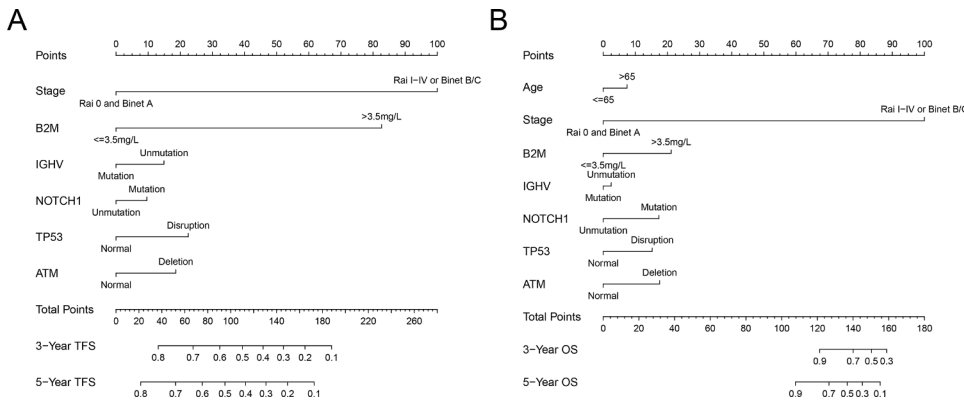 A
Points
0 10 20 30 40 50 60 70 80 90 100
Stage
Rai 0 and Binet A
Rai I−IV or Binet B/C
B2M
<=3.5mg/L
>3.5mg/L
IGHV
Mutation
Unmutation
NOTCH1
Unmutation
Mutation
TP53
Normal
Disruption
ATM
Normal
Deletion
Total Points
0 20 40 60 80 100 120 140 160 180 200 220 240 260
3−Year TFS
0.8 0.7 0.6 0.5 0.4 0.3 0.2 0.1
5−Year TFS
0.8 0.7 0.6 0.5 0.4 0.3 0.2 0.1
B
Points
0 10 20 30 40 50 60 70 80 90 100
Age
<=65
>65
Stage
Rai 0 and Binet A
Rai I−IV or Binet B/C
B2M
<=3.5mg/L
>3.5mg/L
IGHV
Mutation
Unmutation
NOTCH1
Unmutation
Mutation
TP53
Normal
Disruption
ATM
Normal
Deletion
Total Points
0 20 40 60 80 100 120 140 160 180
3−Year OS
0.9 0.7 0.5 0.3
5−Year OS
0.9 0.7 0.5 0.3 0.1